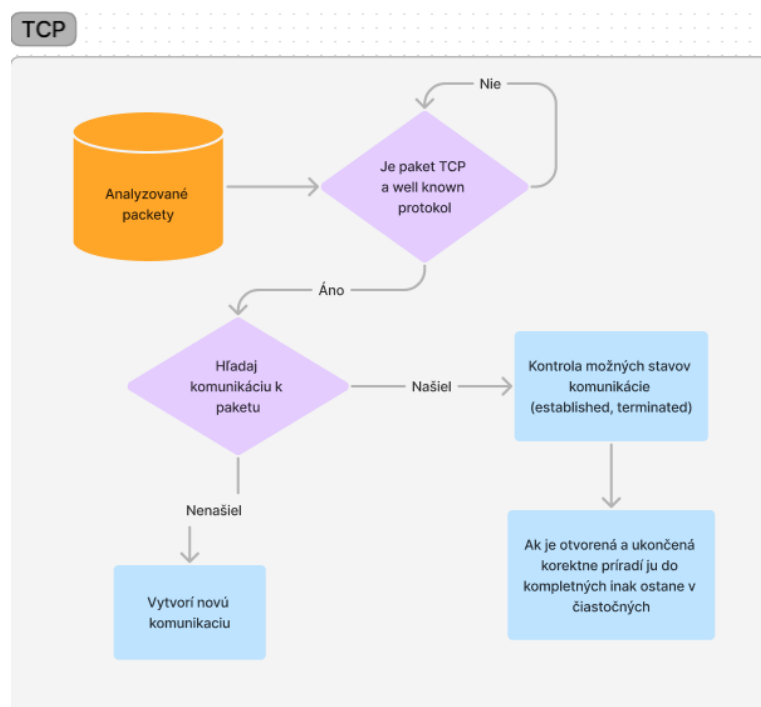 TCP
Nie
Je paket TCP
a well known
protokol
Analyzované
packety
Áno
Hľadaj
komunikáciu k
paketu
Našiel
Kontrola možných stavov
komunikácie
(established, terminated)
Nenašiel
Ak je otvorená a ukončená
korektne príradí ju do
kompletných inak ostane v
čiastočných
Vytvorí novú
komunikaciu